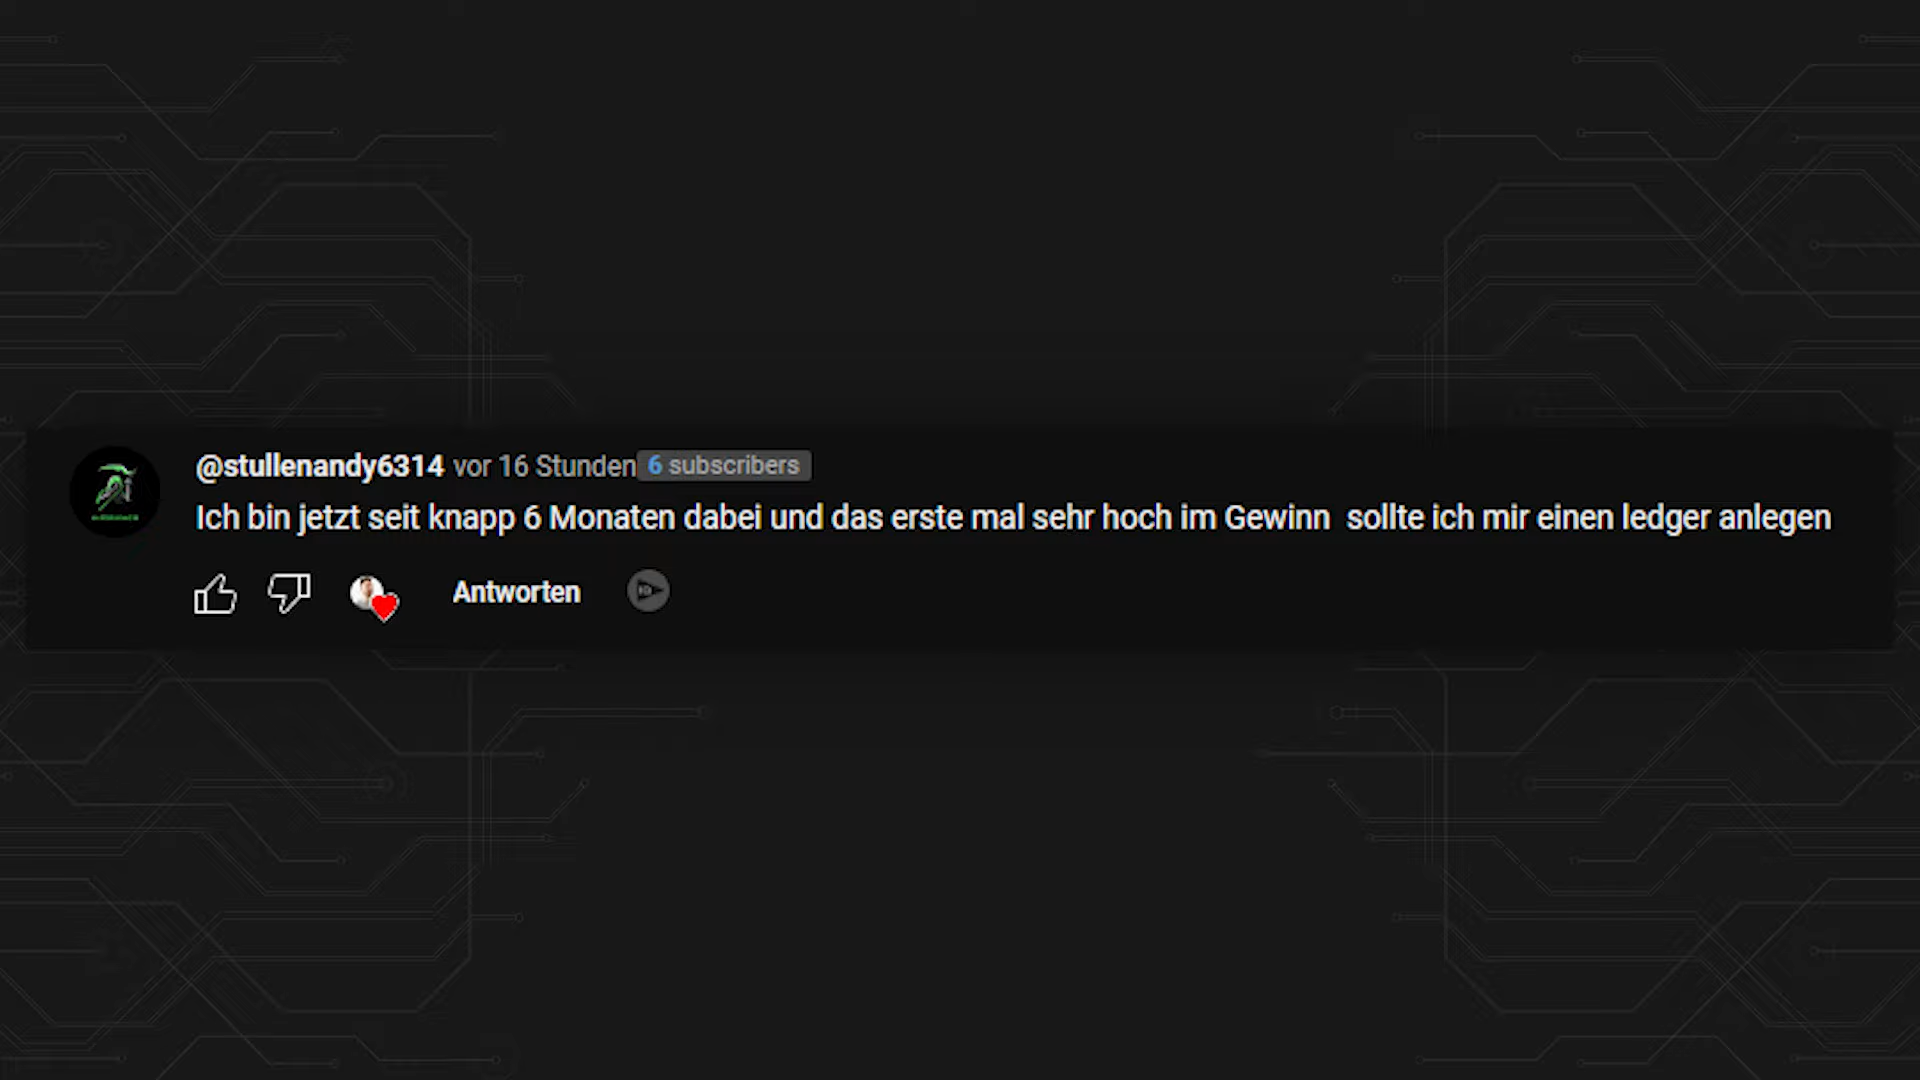 @stullenandy6314 vor 16 Stunden 6 subscribers
Ich bin jetzt seit knapp 6 Monaten dabei und das erste mal sehr hoch im Gewinn  sollte ich mir einen ledger anlegen
Antworten